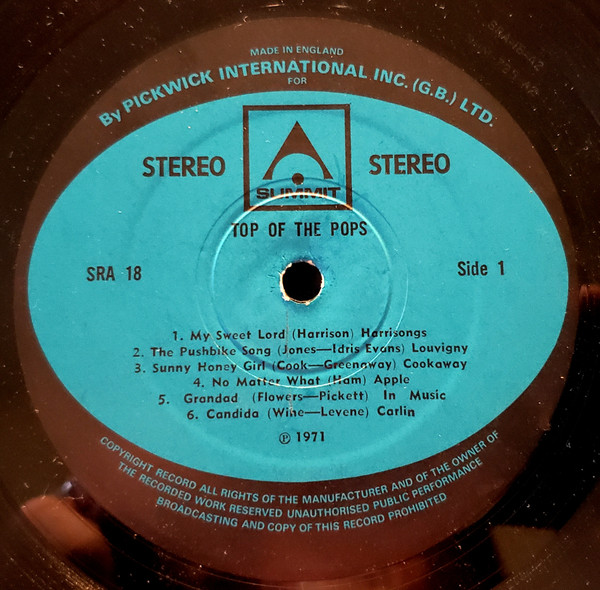 MADE IN ENGLAND
By PICKWICK INTERNATIONAL INC. (G.B.) LTD.
FOR
STEREO
STEREO
SUMMIT
TOP OF THE POPS
SRA 18
Side 1
1. My Sweet Lord (Harrison) Harrisongs
2. The Pushbike Song (Jones—Idris Evans) Louvigny
3. Sunny Honey Girl (Cook—Greenaway) Cookaway
4. No Matter What (Ham) Apple
5. Grandad (Flowers—Pickett) In Music
6. Candida (Wine—Levene) Carlin
℗ 1971
COPYRIGHT RECORD ALL RIGHTS OF THE MANUFACTURER AND OF THE OWNER OF
THE RECORDED WORK RESERVED UNAUTHORISED PUBLIC PERFORMANCE
BROADCASTING AND COPY OF THIS RECORD PROHIBITED